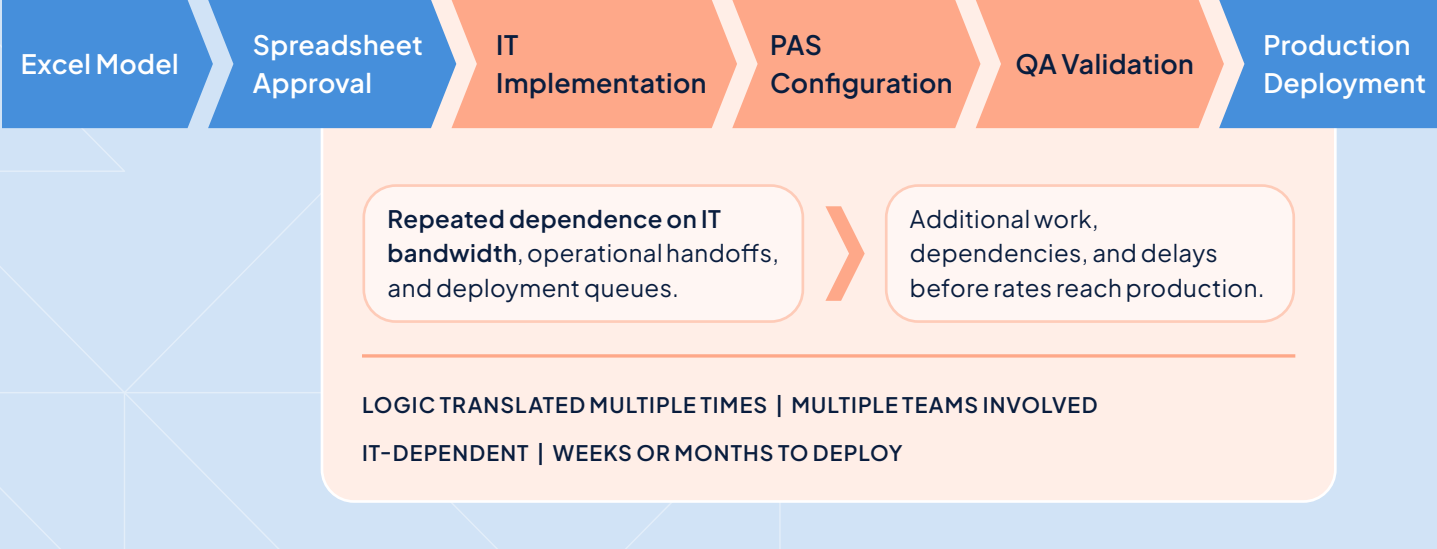 Excel Model
Spreadsheet
Approval
IT
Implementation
PAS
Configuration
QA Validation
Production
Deployment
Repeated dependence on IT
bandwidth, operational handoffs,
and deployment queues.
Additional work,
dependencies, and delays
before rates reach production.
LOGIC TRANSLATED MULTIPLE TIMES | MULTIPLE TEAMS INVOLVED
IT-DEPENDENT | WEEKS OR MONTHS TO DEPLOY